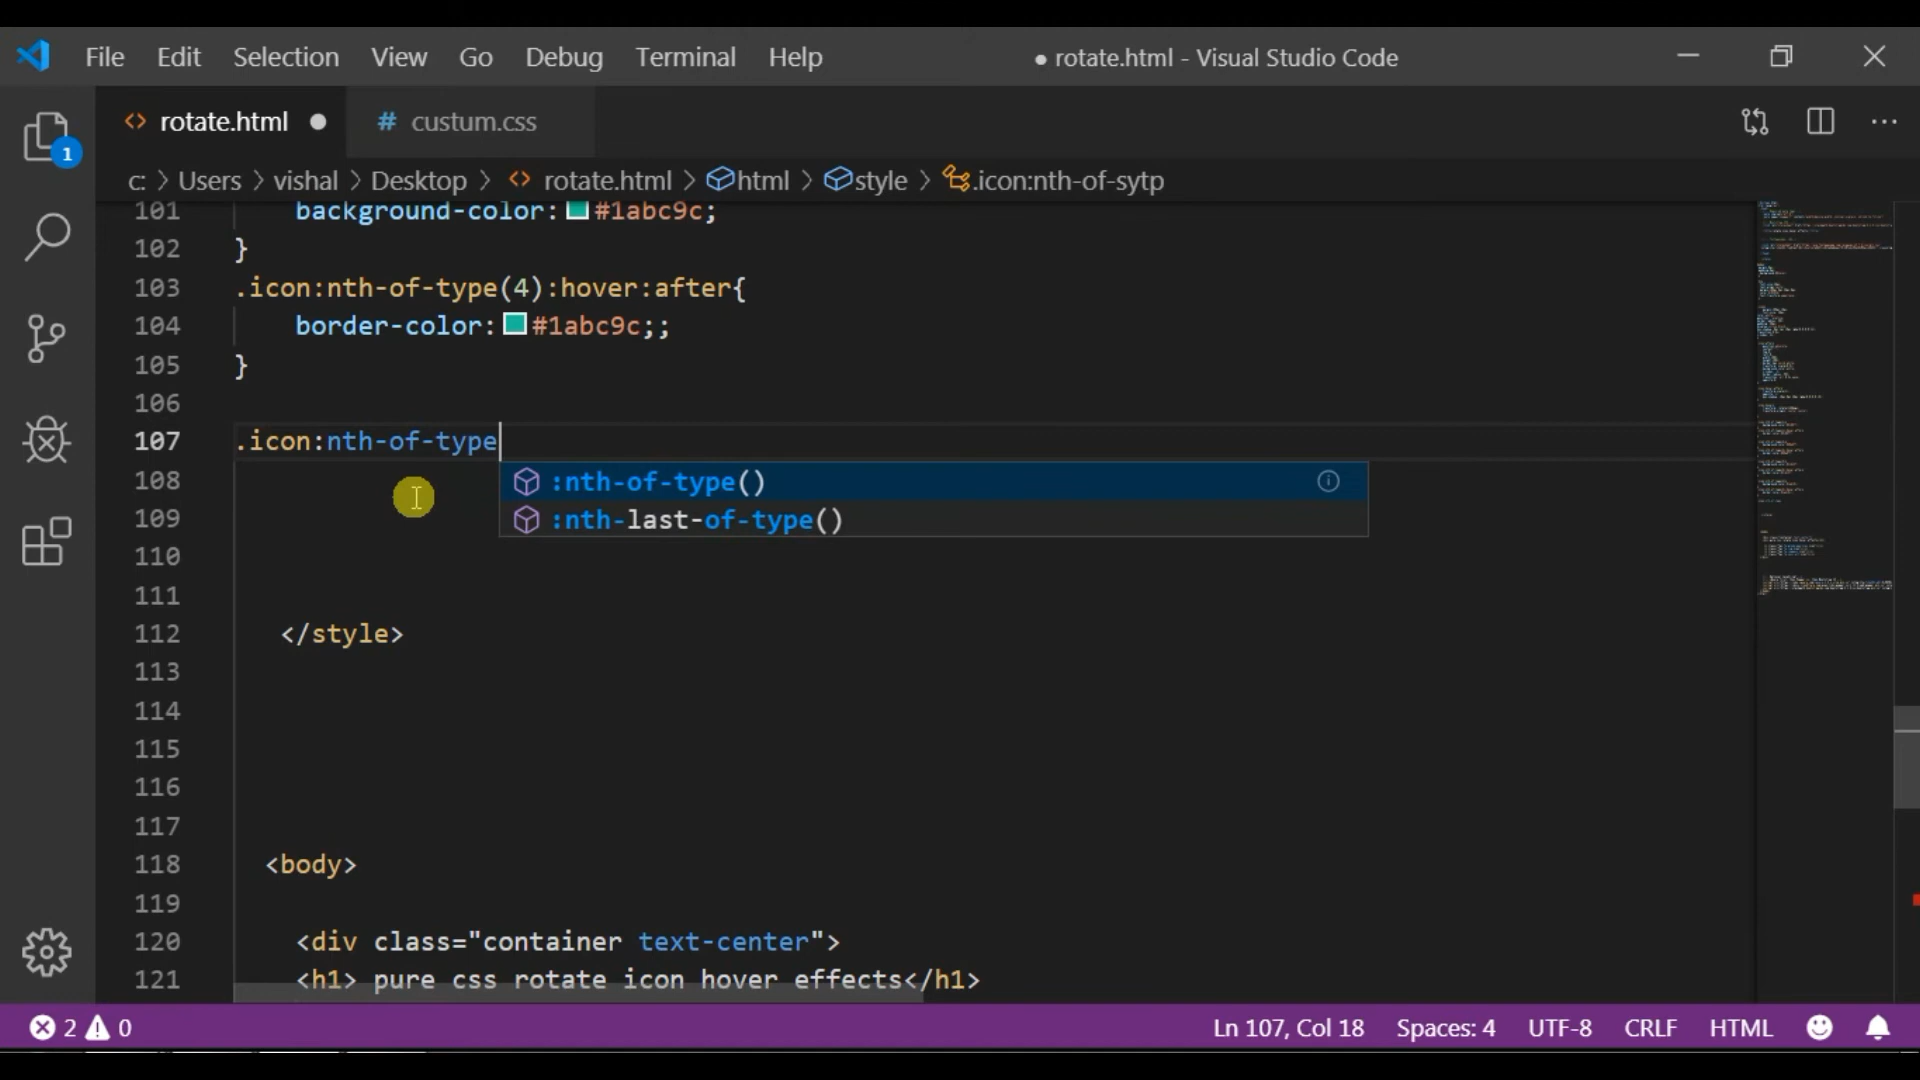 File Edit Selection View Go Debug Terminal Help ● rotate.html - Visual Studio Code
1
<> rotate.html ● # custum.css ...
c: > Users > vishal > Desktop > <> rotate.html > html > style > .icon:nth-of-sytp
101 background-color: #1abc9c;
102 }
103 .icon:nth-of-type(4):hover:after{
104 border-color: #1abc9c;;
105 }
106
107 .icon:nth-of-type
108 :nth-of-type()
109 :nth-last-of-type()
110
111
112 </style>
113
114
115
116
117
118 <body>
119
120 <div class="container text-center">
121 <h1> pure css rotate icon hover effects</h1>
2 0 Ln 107, Col 18 Spaces: 4 UTF-8 CRLF HTML